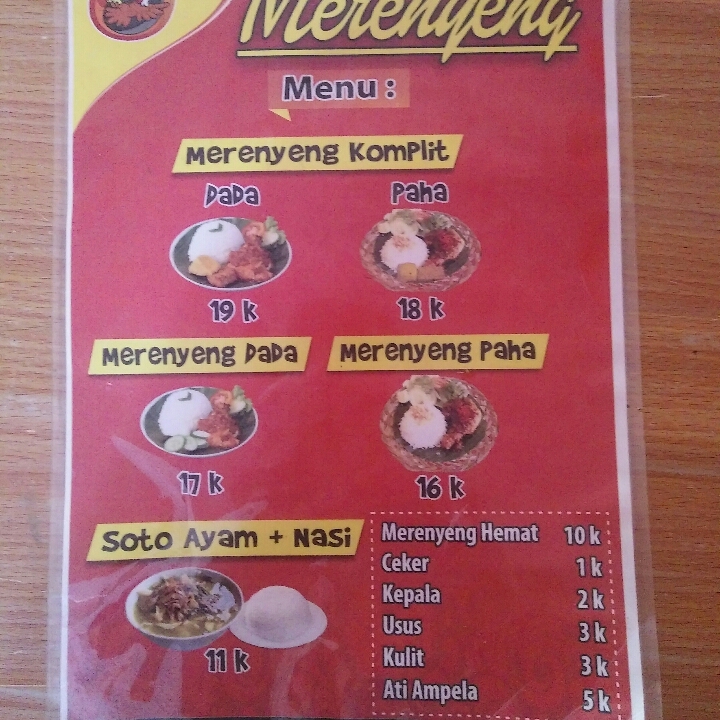 Merenyeng
Menu :
Merenyeng Komplit
Dada
Paha
19 k
18 k
Merenyeng Dada
Merenyeng Paha
17 k
16 k
Soto Ayam + Nasi
11 k
Merenyeng Hemat 10 k
Ceker 1 k
Kepala 2 k
Usus 3 k
Kulit 3 k
Ati Ampela 5 k